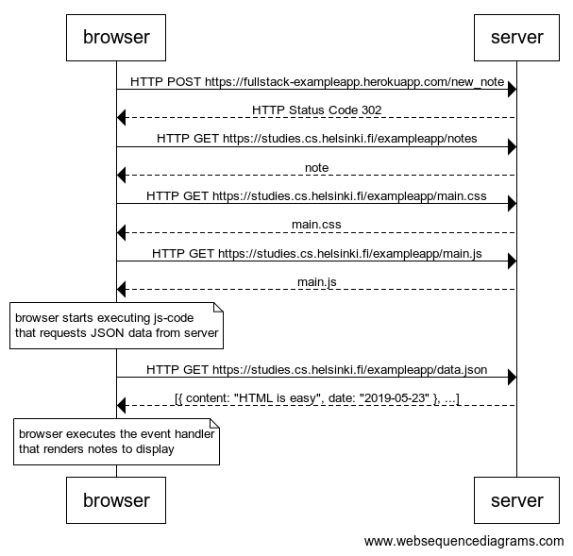 browser server
HTTP POST https://fullstack-exampleapp.herokuapp.com/new_note
HTTP Status Code 302
HTTP GET https://studies.cs.helsinki.fi/exampleapp/notes
note
HTTP GET https://studies.cs.helsinki.fi/exampleapp/main.css
main.css
HTTP GET https://studies.cs.helsinki.fi/exampleapp/main.js
main.js
browser starts executing js-code
that requests JSON data from server
HTTP GET https://studies.cs.helsinki.fi/exampleapp/data.json
[{ content: "HTML is easy", date: "2019-05-23" }, ...]
browser executes the event handler
that renders notes to display
browser server
www.websequencediagrams.com